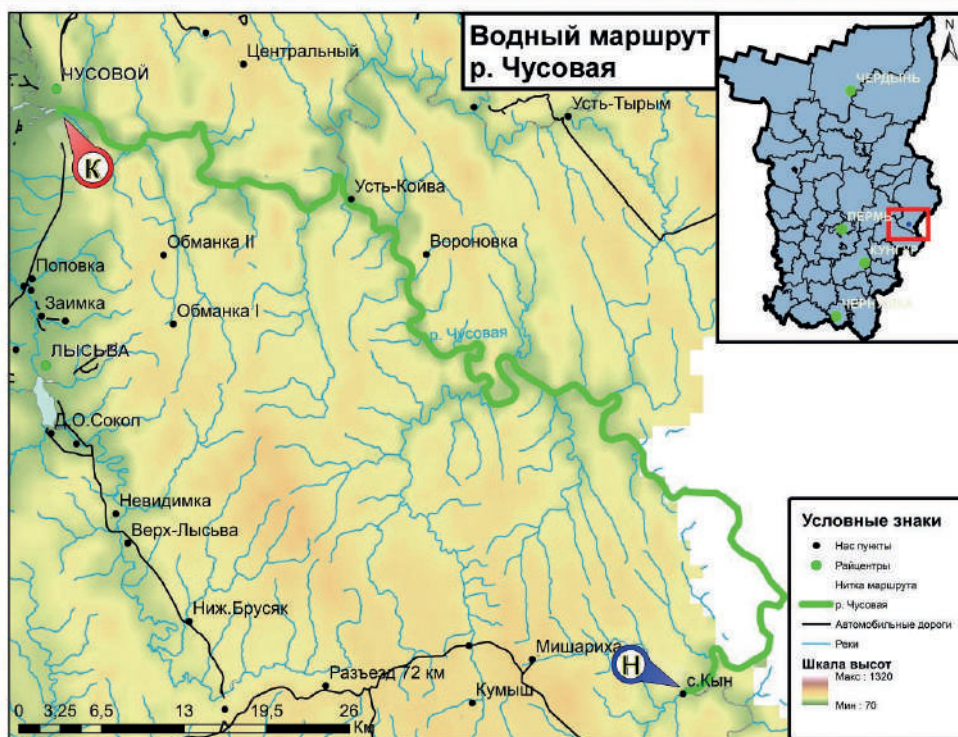 Водный маршрут
р. Чусовая
N
ЧЕРДЫНЬ
ПЕРМЬ
КУНГУР
Центральный
ЧУСОВОЙ
К
Усть-Тырым
Усть-Койва
Обманка II
Вороновка
Поповка
Заимка
Обманка I
р. Чусовая
ЛЫСЬВА
Д.О.Сокол
Невидимка
Верх-Лысьва
Ниж.Брусяк
Мишариха
Н
с.Кын
Разъезд 72 км
Кумыш
0 3,25 6,5 13 19,5 26
Км
Условные знаки
Нас пункты
Райцентры
Нитка маршрута
р. Чусовая
Автомобильные дороги
Реки
Шкала высот
Макс : 1320
Мин : 70